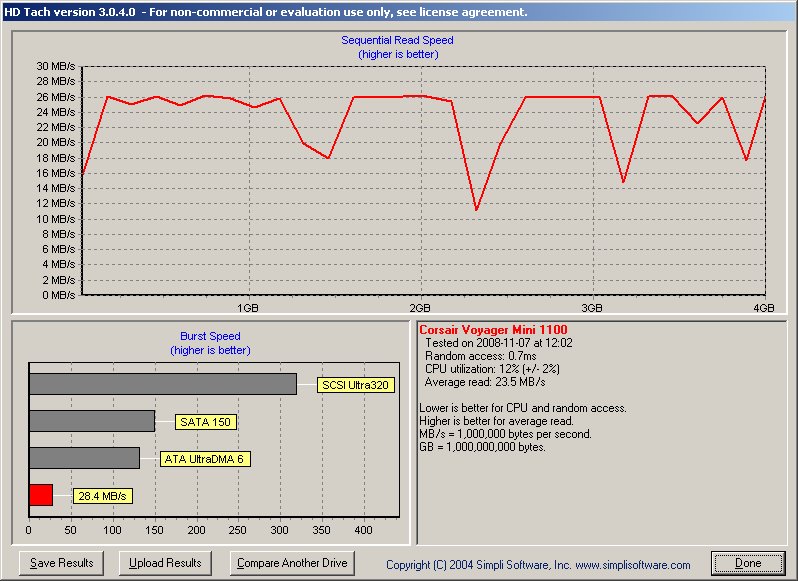 HD Tach version 3.0.4.0  - For non-commercial or evaluation use only, see license agreement.
Sequential Read Speed
(higher is better)
30 MB/s
28 MB/s
26 MB/s
24 MB/s
22 MB/s
20 MB/s
18 MB/s
16 MB/s
14 MB/s
12 MB/s
10 MB/s
8 MB/s
6 MB/s
4 MB/s
2 MB/s
0 MB/s
1GB 2GB 3GB 4GB
Burst Speed
(higher is better)
SCSI Ultra320
SATA 150
ATA UltraDMA 6
28.4 MB/s
0 50 100 150 200 250 300 350 400
Corsair Voyager Mini 1100
Tested on 2008-11-07 at 12:02
Random access: 0.7ms
CPU utilization: 12% (+/- 2%)
Average read: 23.5 MB/s
Lower is better for CPU and random access.
Higher is better for average read.
MB/s = 1,000,000 bytes per second.
GB = 1,000,000,000 bytes.
Save Results Upload Results Compare Another Drive Copyright (C) 2004 Simpli Software, Inc. www.simplisoftware.com Done